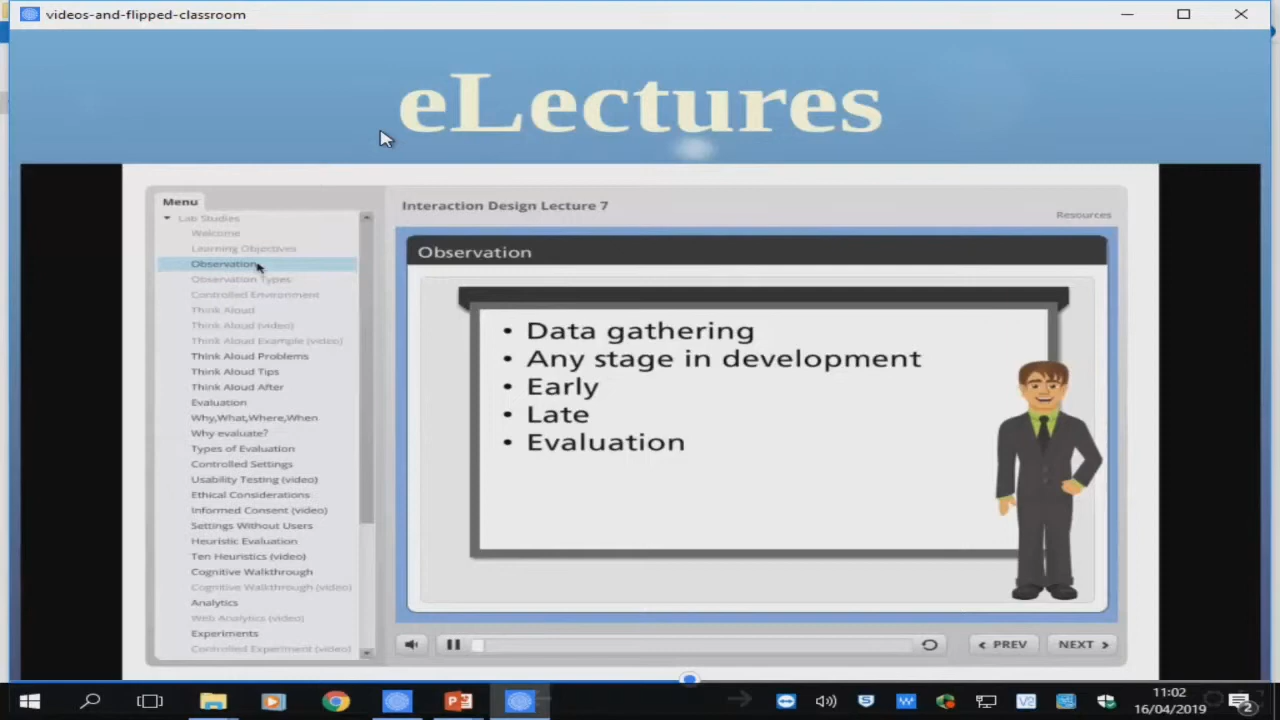 videos-and-flipped-classroom
eLectures
Menu
Lab Studies
Welcome
Learning Objectives
Observation
Observation Types
Controlled Environment
Think Aloud
Think Aloud (video)
Think Aloud Example (video)
Think Aloud Problems
Think Aloud Tips
Think Aloud After
Evaluation
Why,What,Where,When
Why evaluate?
Types of Evaluation
Controlled Settings
Usability Testing (video)
Ethical Considerations
Informed Consent (video)
Settings Without Users
Heuristic Evaluation
Ten Heuristics (video)
Cognitive Walkthrough
Cognitive Walkthrough (video)
Analytics
Web Analytics (video)
Experiments
Controlled Experiment (video)
Interaction Design Lecture 7
Resources
Observation
• Data gathering
• Any stage in development
• Early
• Late
• Evaluation
PREV
NEXT
11:02
16/04/2019
2